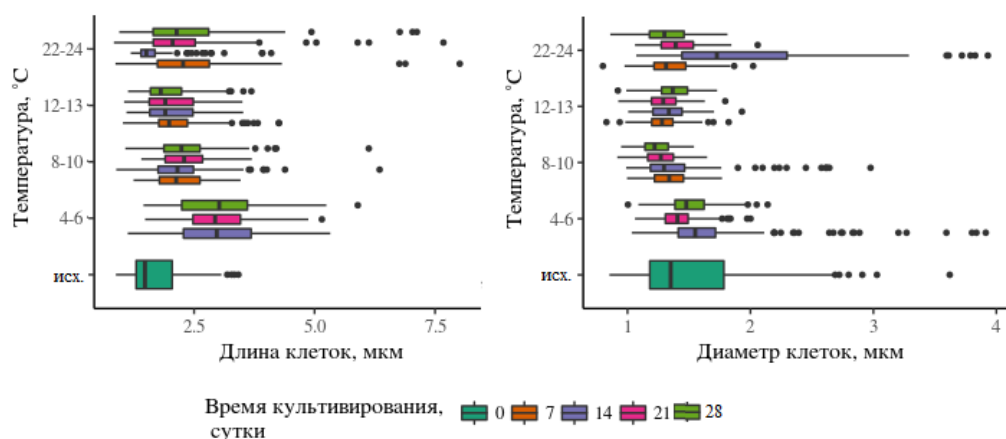 Температура, °C
22-24
12-13
8-10
4-6
исх.
2.5 5.0 7.5
Длина клеток, мкм
Температура, °C
22-24
12-13
8-10
4-6
исх.
1 2 3 4
Диаметр клеток, мкм
Время культивирования, 0 7 14 21 28
сутки